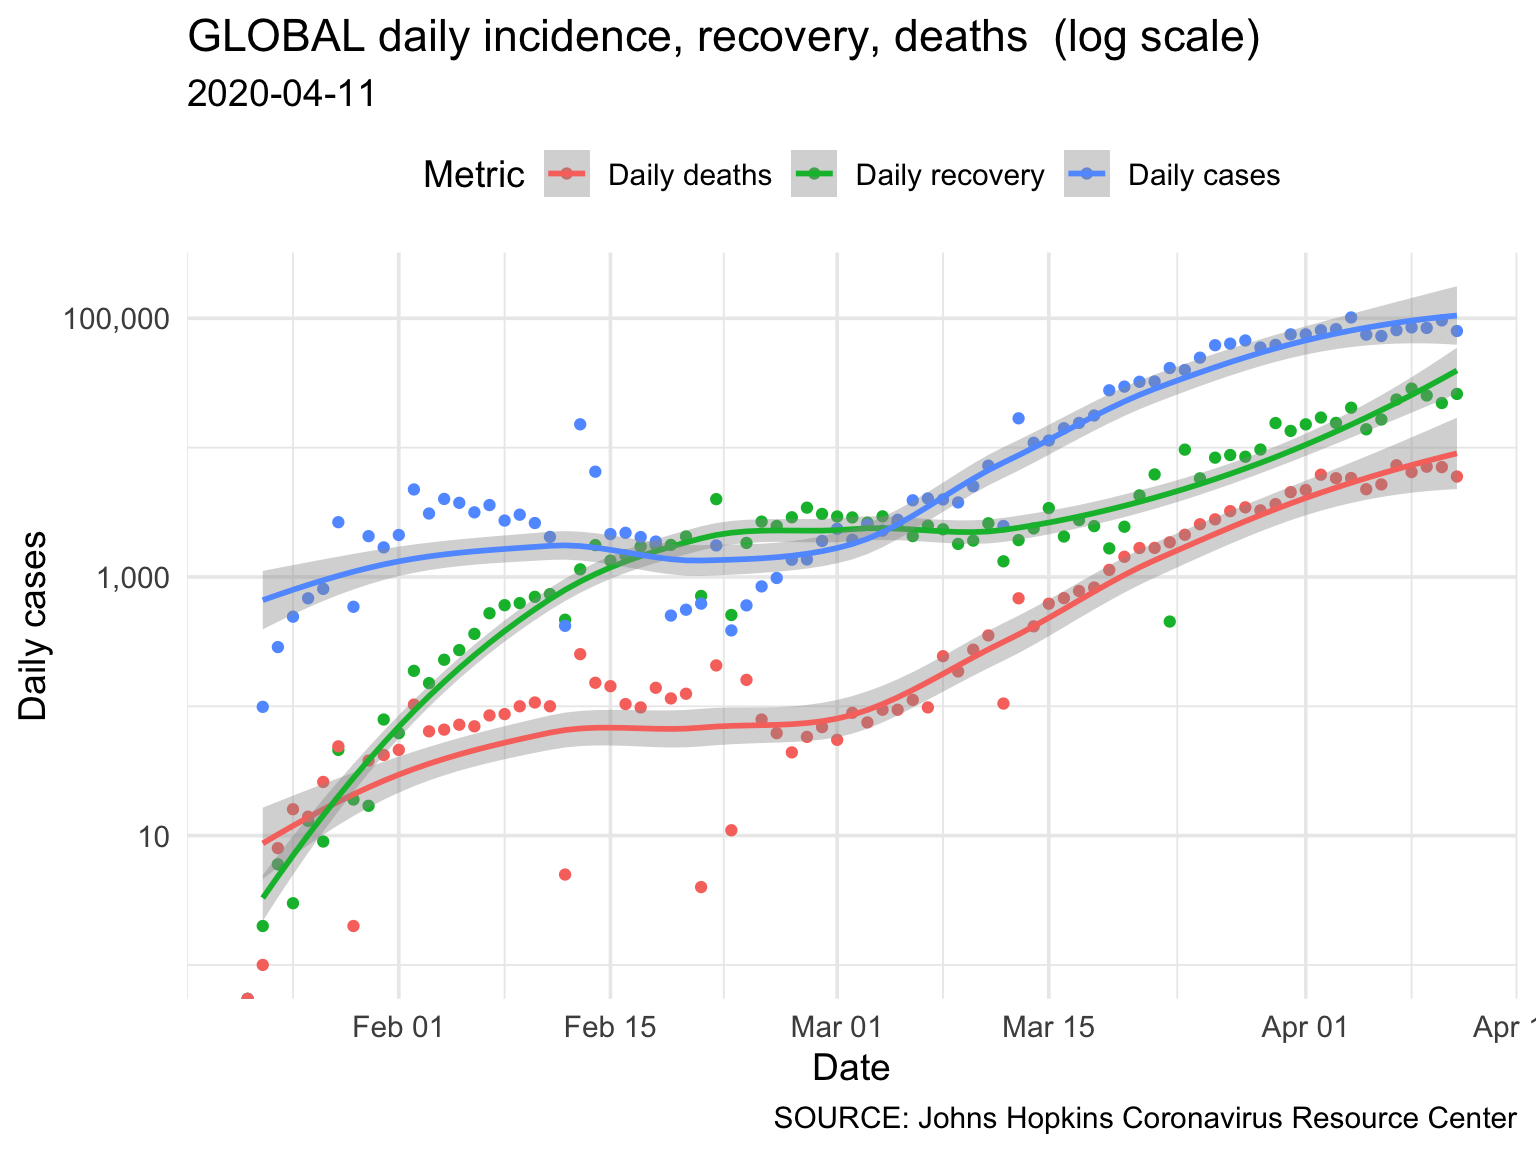 GLOBAL daily incidence, recovery, deaths  (log scale)
2020-04-11
Metric Daily deaths Daily recovery Daily cases
100,000
1,000
10
Daily cases
Feb 01 Feb 15 Mar 01 Mar 15 Apr 01 Apr
Date
SOURCE: Johns Hopkins Coronavirus Resource Center